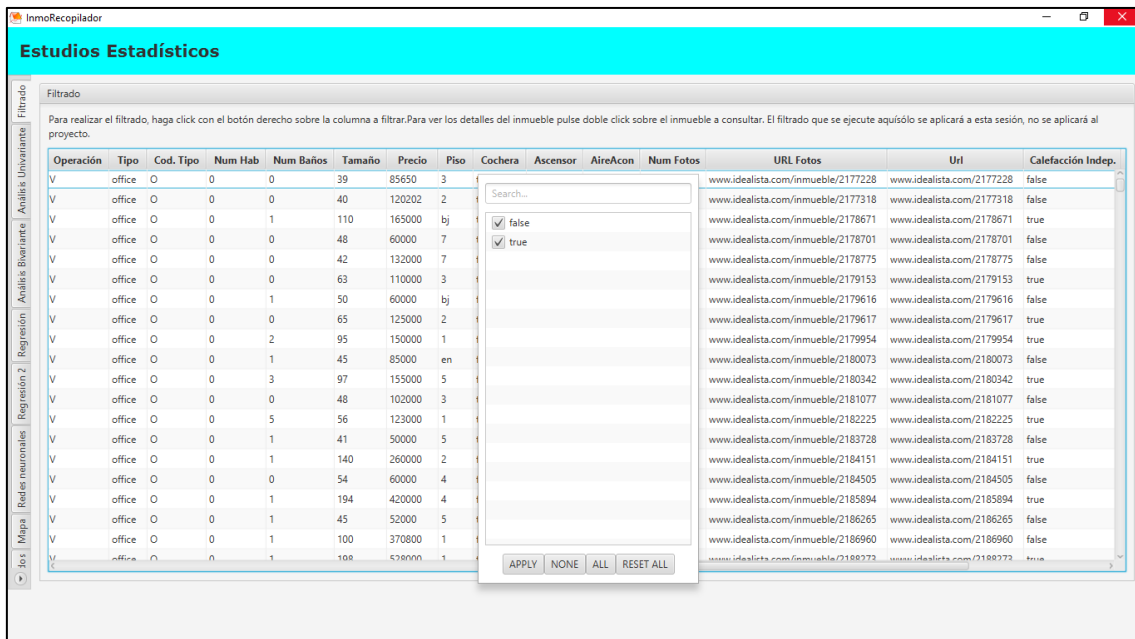 InmoRecopilador
Estudios Estadísticos
Filtrado
Análisis Univariante
Análisis Bivariante
Regresión
Regresión 2
Redes neuronales
Mapa
dos
Filtrado
Para realizar el filtrado, haga click con el botón derecho sobre la columna a filtrar.Para ver los detalles del inmueble pulse doble click sobre el inmueble a consultar. El filtrado que se ejecute aquísólo se aplicará a esta sesión, no se aplicará al
proyecto.
Operación Tipo Cod. Tipo Num Hab Num Baños Tamaño Precio Piso Cochera Ascensor AireAcon Num Fotos URL Fotos Url Calefacción Indep.
V office O 0 0 39 85650 3 www.idealista.com/inmueble/2177228 www.idealista.com/2177228 false
V office O 0 0 40 120202 2 www.idealista.com/inmueble/2177318 www.idealista.com/2177318 false
V office O 0 1 110 165000 bj www.idealista.com/inmueble/2178671 www.idealista.com/2178671 true
V office O 0 0 48 60000 7 www.idealista.com/inmueble/2178701 www.idealista.com/2178701 false
V office O 0 0 42 132000 7 www.idealista.com/inmueble/2178775 www.idealista.com/2178775 false
V office O 0 0 63 110000 3 www.idealista.com/inmueble/2179153 www.idealista.com/2179153 true
V office O 0 1 50 60000 bj www.idealista.com/inmueble/2179616 www.idealista.com/2179616 false
V office O 0 0 65 125000 2 www.idealista.com/inmueble/2179617 www.idealista.com/2179617 true
V office O 0 2 95 150000 1 www.idealista.com/inmueble/2179954 www.idealista.com/2179954 true
V office O 0 1 45 85000 en www.idealista.com/inmueble/2180073 www.idealista.com/2180073 false
V office O 0 3 97 155000 5 www.idealista.com/inmueble/2180342 www.idealista.com/2180342 true
V office O 0 0 48 102000 3 www.idealista.com/inmueble/2181077 www.idealista.com/2181077 false
V office O 0 5 56 123000 1 www.idealista.com/inmueble/2182225 www.idealista.com/2182225 true
V office O 0 1 41 50000 5 www.idealista.com/inmueble/2183728 www.idealista.com/2183728 false
V office O 0 1 140 260000 2 www.idealista.com/inmueble/2184151 www.idealista.com/2184151 true
V office O 0 0 54 60000 4 www.idealista.com/inmueble/2184505 www.idealista.com/2184505 false
V office O 0 1 194 420000 4 www.idealista.com/inmueble/2185894 www.idealista.com/2185894 true
V office O 0 1 45 52000 5 www.idealista.com/inmueble/2186265 www.idealista.com/2186265 false
V office O 0 1 100 370800 1 www.idealista.com/inmueble/2186960 www.idealista.com/2186960 false
V office O 0 1 198 528000 1 www.idealista.com/inmueble/2188273 www.idealista.com/2188273 true
Search...
false
true
APPLY NONE ALL RESET ALL